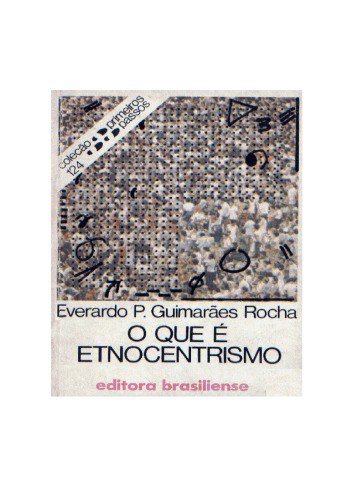 coleção primeiros
124 passos
Everardo P. Guimarães Rocha
O QUE É
ETNOCENTRISMO
editora brasiliense